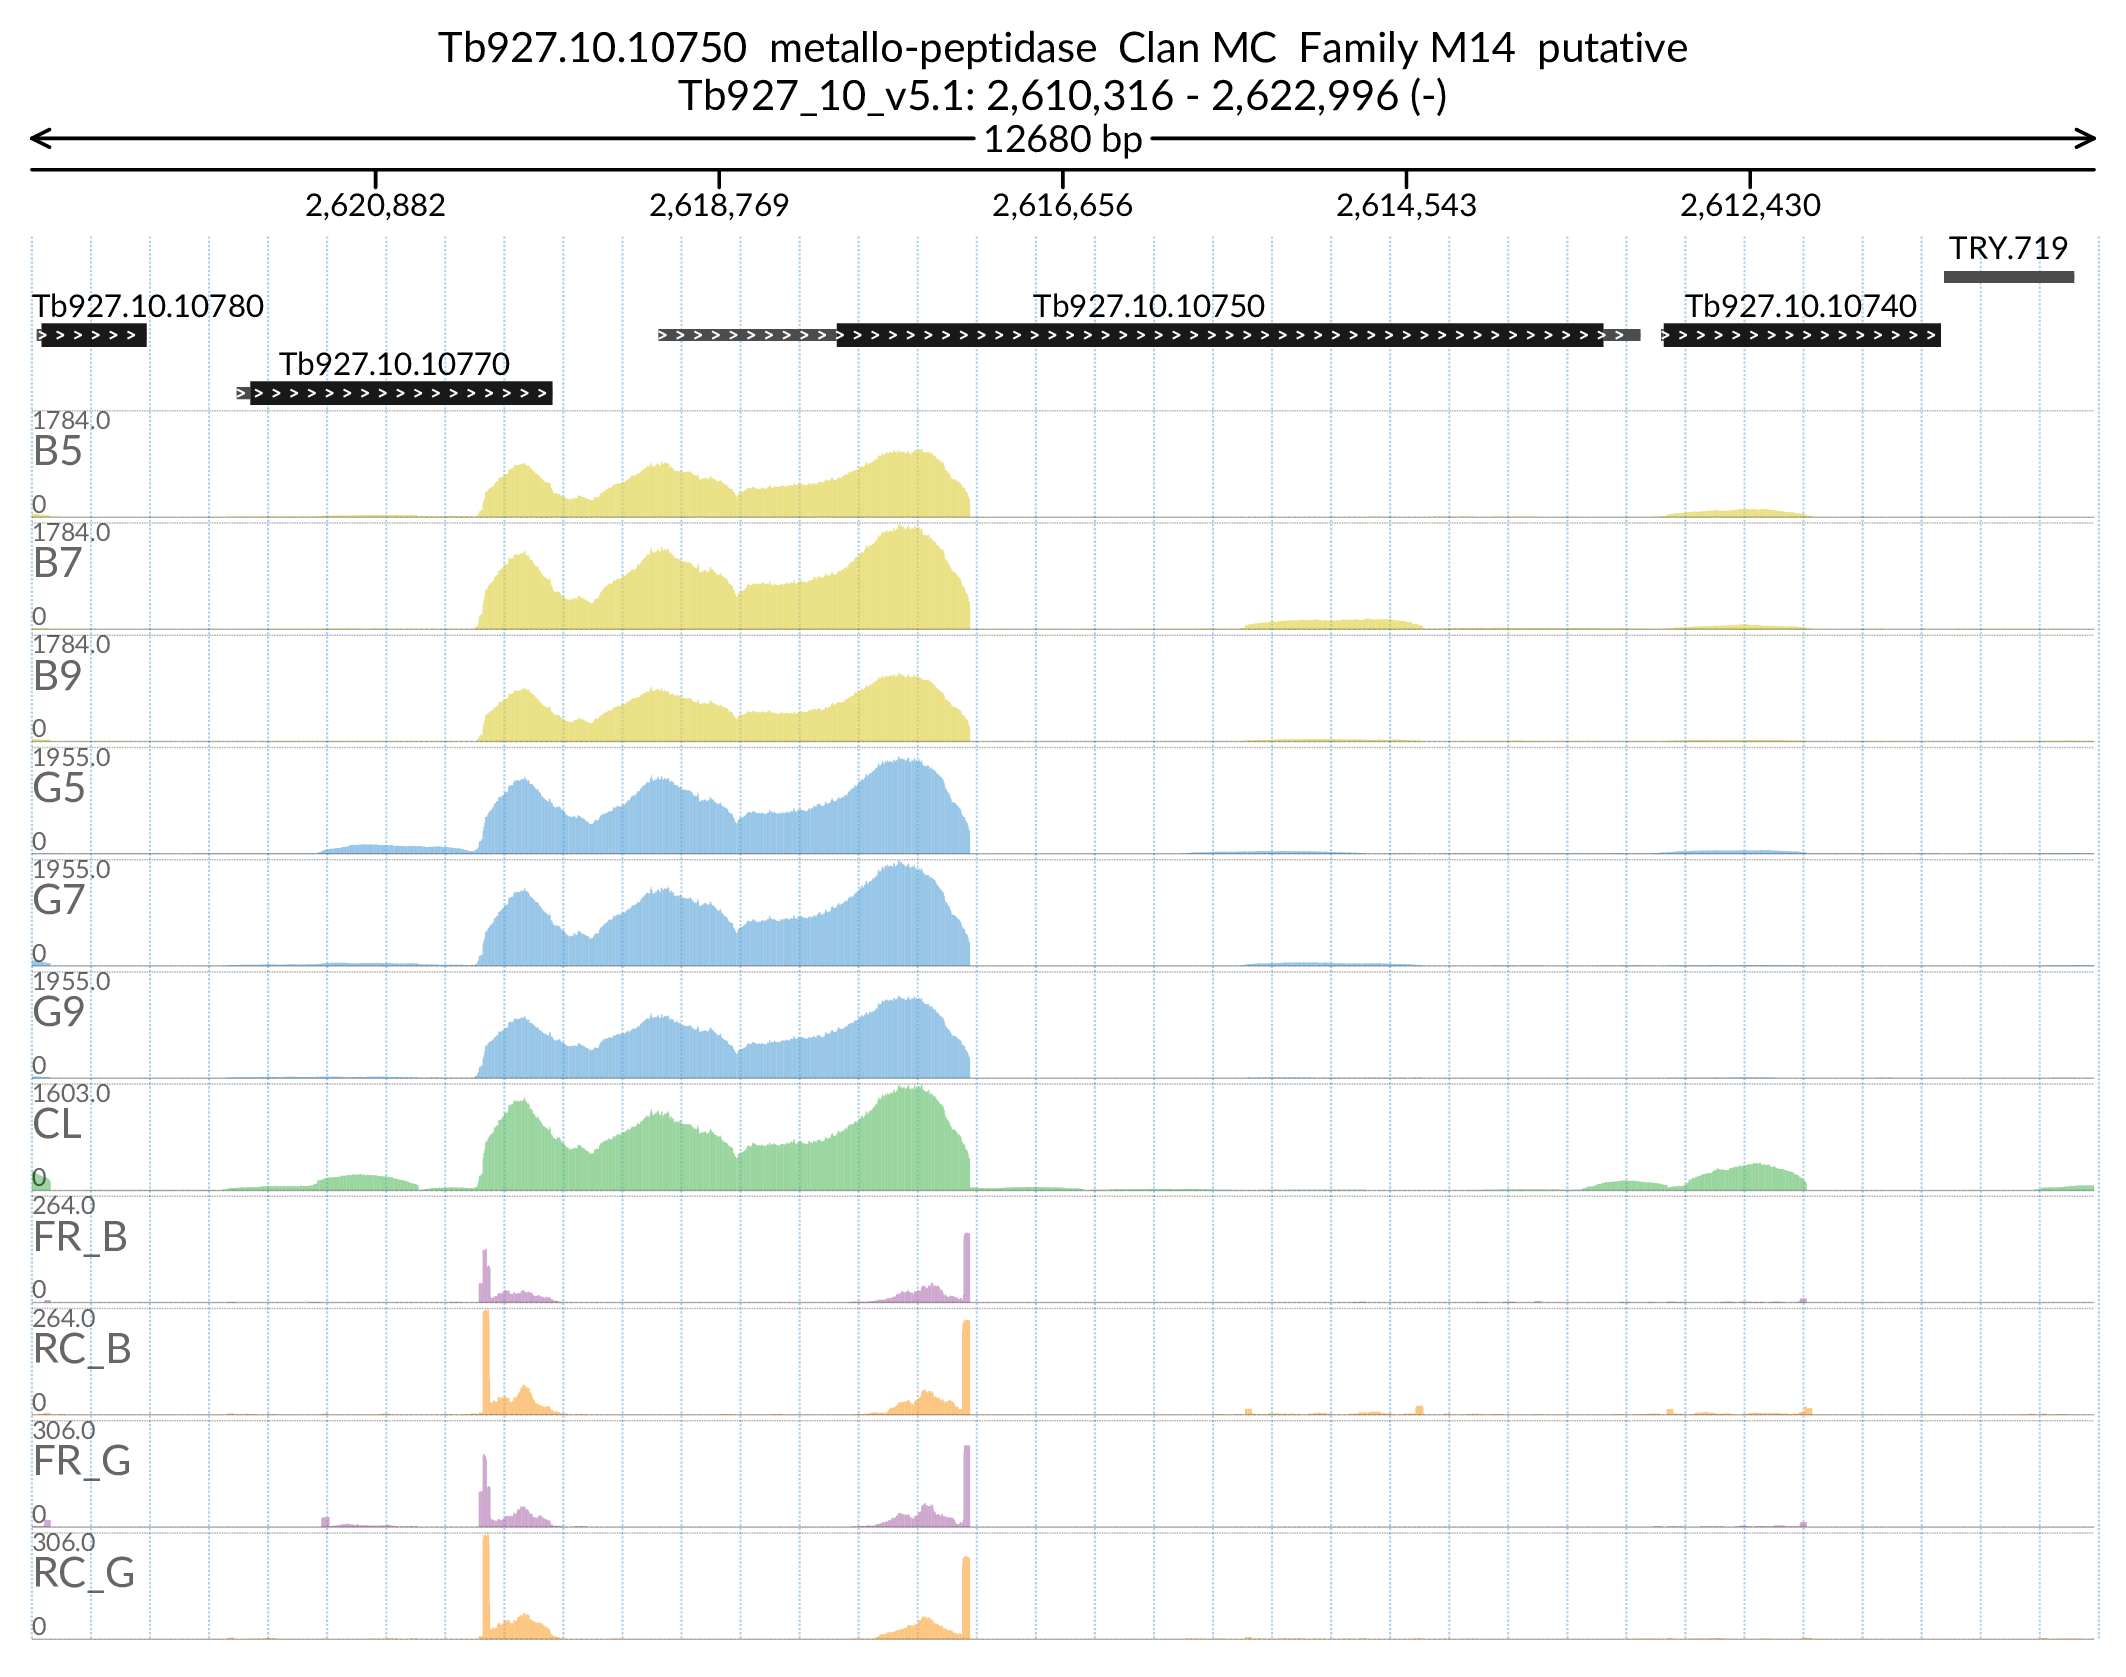 Tb927.10.10750 metallo-peptidase Clan MC Family M14 putative
Tb927_10_v5.1: 2,610,316 - 2,622,996 (-)
12680 bp
2,620,882 2,618,769 2,616,656 2,614,543 2,612,430
TRY.719
Tb927.10.10780 Tb927.10.10750 Tb927.10.10740
Tb927.10.10770
1784.0
B5
0
1784.0
B7
0
1784.0
B9
0
1955.0
G5
0
1955.0
G7
0
1955.0
G9
0
1603.0
CL
0
264.0
FR_B
0
264.0
RC_B
0
306.0
FR_G
0
306.0
RC_G
0